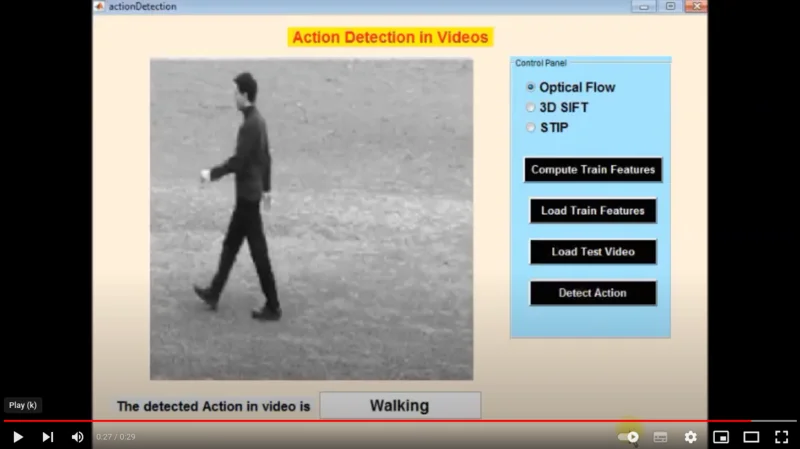 actionDetection
Action Detection in Videos
Control Panel
Optical Flow
3D SIFT
STIP
Compute Train Features
Load Train Features
Load Test Video
Detect Action
The detected Action in video is
Walking
Play (k)
0:27 / 0:29